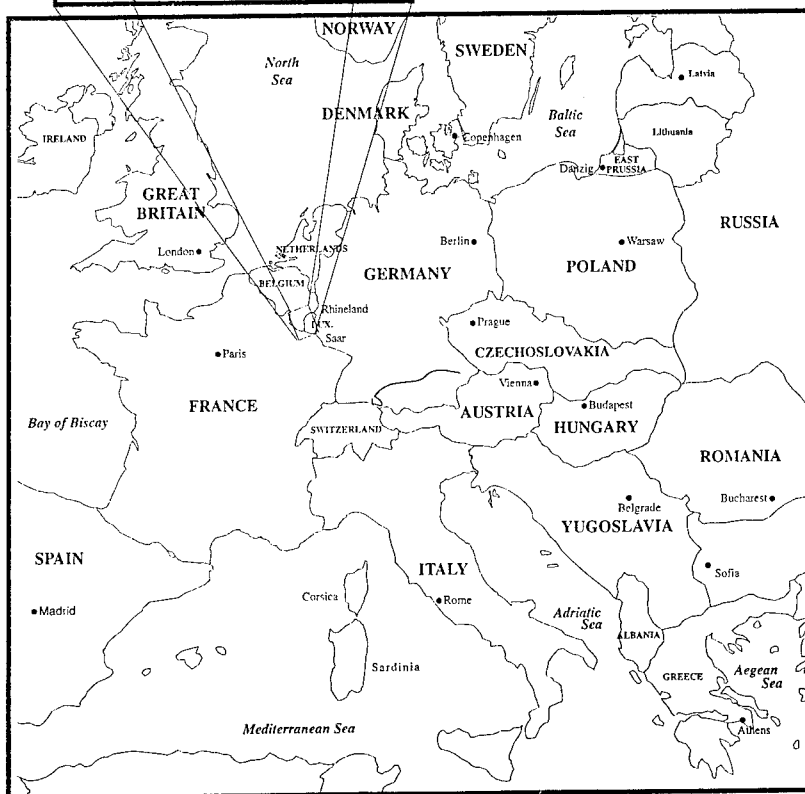 NORWAY
SWEDEN
North
Sea
Latvia
DENMARK
Baltic
Sea
Copenhagen
Lithuania
IRELAND
EAST
PRUSSIA
Danzig
GREAT
BRITAIN
RUSSIA
London
NETHERLANDS
Berlin
Warsaw
GERMANY
POLAND
BELGIUM
Rhineland
LUX.
Saar
Prague
CZECHOSLOVAKIA
Paris
Vienna
FRANCE
AUSTRIA
Budapest
HUNGARY
Bay of Biscay
SWITZERLAND
ROMANIA
Belgrade
Bucharest
YUGOSLAVIA
SPAIN
ITALY
Sofia
Corsica
Rome
Madrid
Adriatic
Sea
ALBANIA
Sardinia
GREECE
Aegean
Sea
Mediterranean Sea
Athens